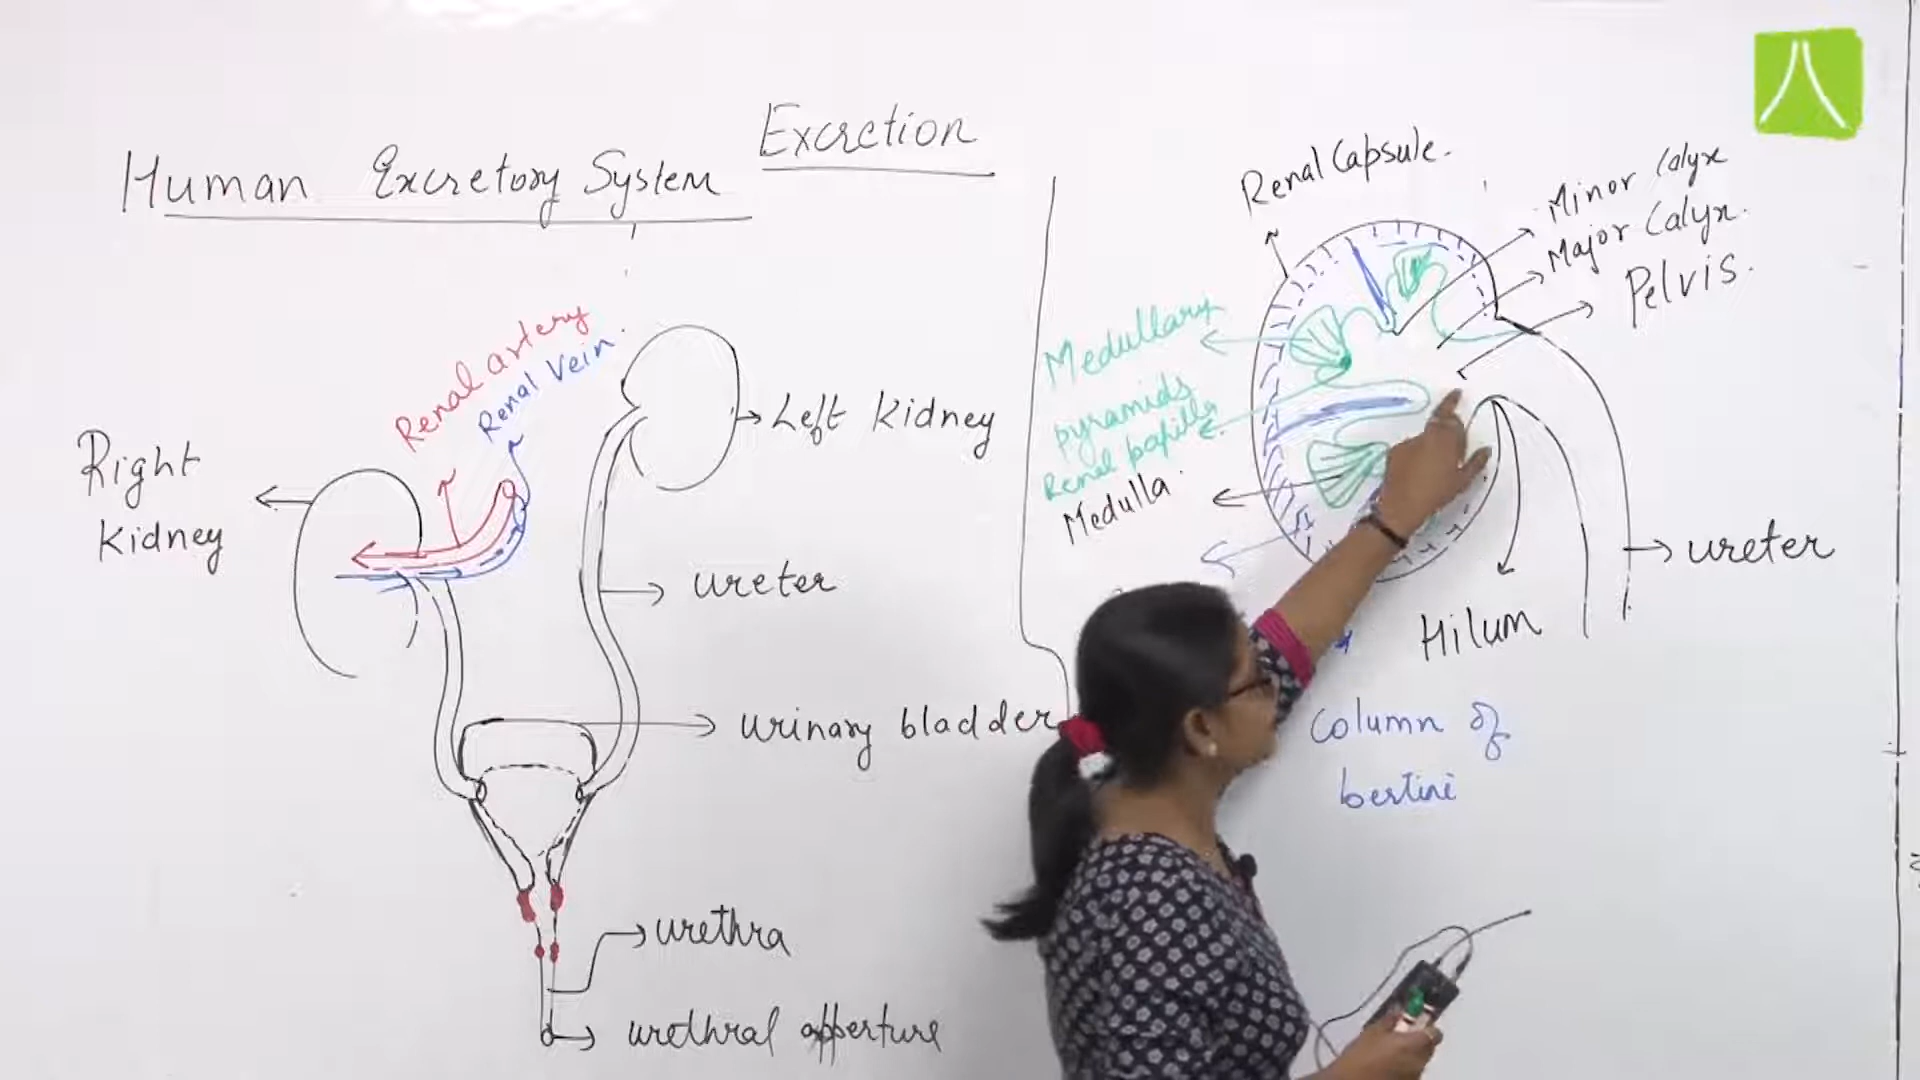 Excretion
Human Excretory System
Renal artery
Renal Vein.
Right
kidney
Left kidney
ureter
urinary bladder
urethra
urethral apperture
Renal Capsule.
Minor Calyx
Major Calyx.
Pelvis.
Medullary
pyramids
Renal papilla
Medulla
ureter
Hilum
Column of
bertini